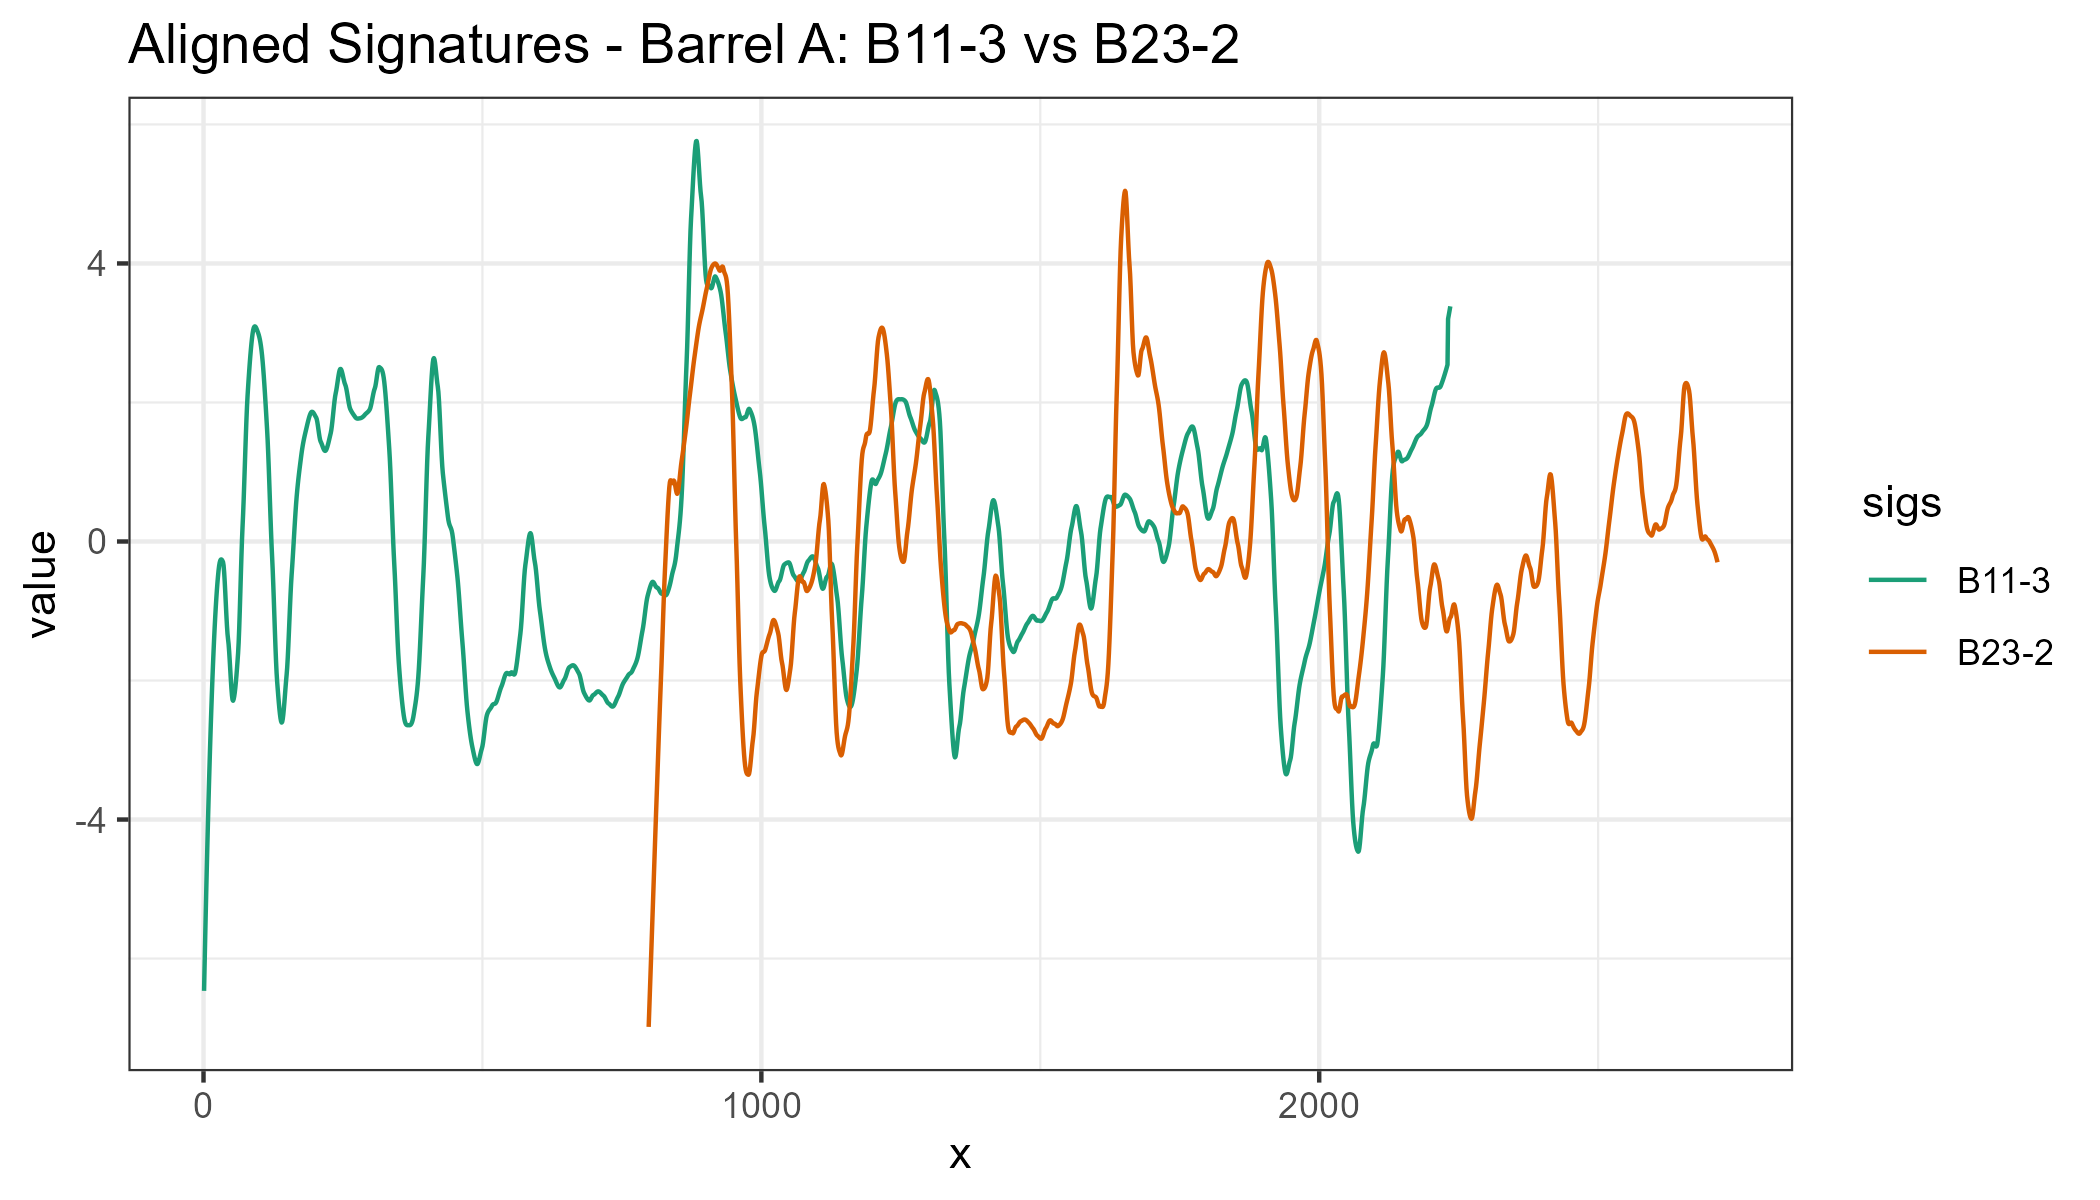 Aligned Signatures - Barrel A: B11-3 vs B23-2
value
4
0
-4
0 1000 2000
x
sigs
B11-3
B23-2